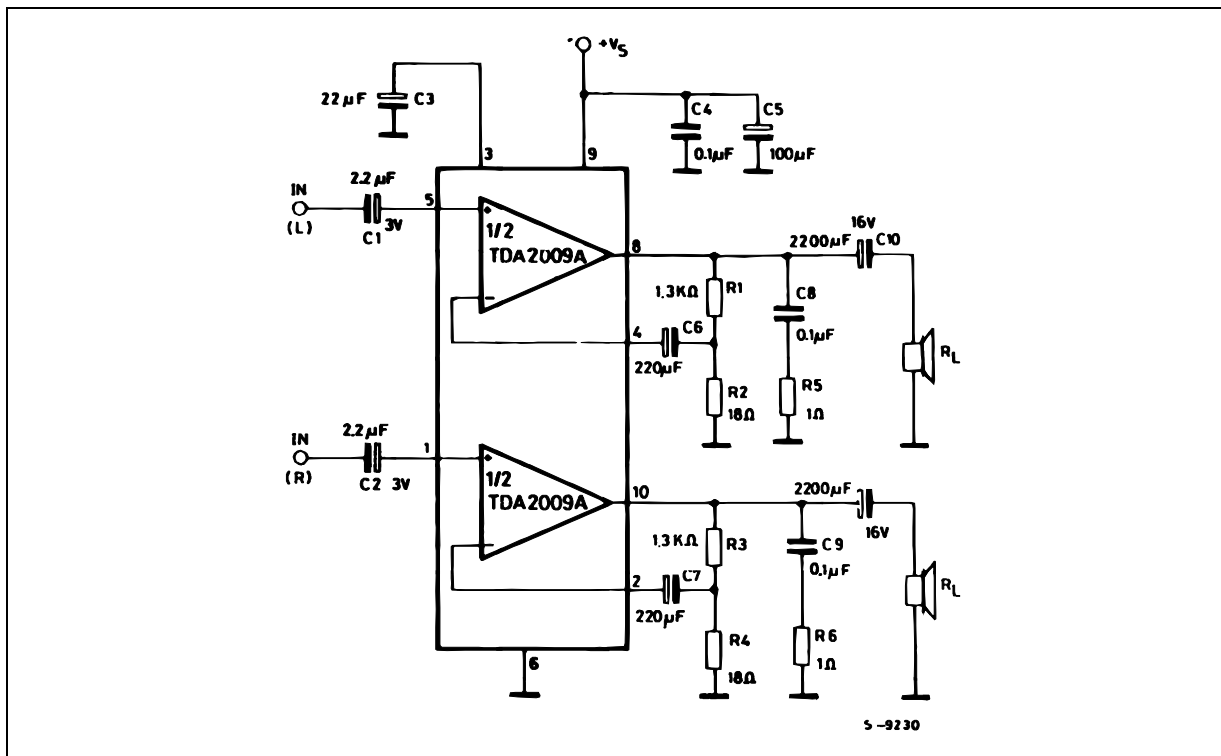 +Vs
22µF C3
C4
C5
0.1µF
100µF
3
9
2.2µF
IN
5
(L)
3V
C1
1/2
TDA2009A
8
16V
2200µF C10
1.3KΩ R1
C8
0.1µF
4
C6
220µF
RL
R2
18Ω
R5
1Ω
2.2µF
IN
1
(R)
C2 3V
1/2
TDA2009A
10
2200µF
16V
1.3KΩ R3
C9
0.1µF
2
C7
220µF
RL
R4
18Ω
R6
1Ω
6
S-9230